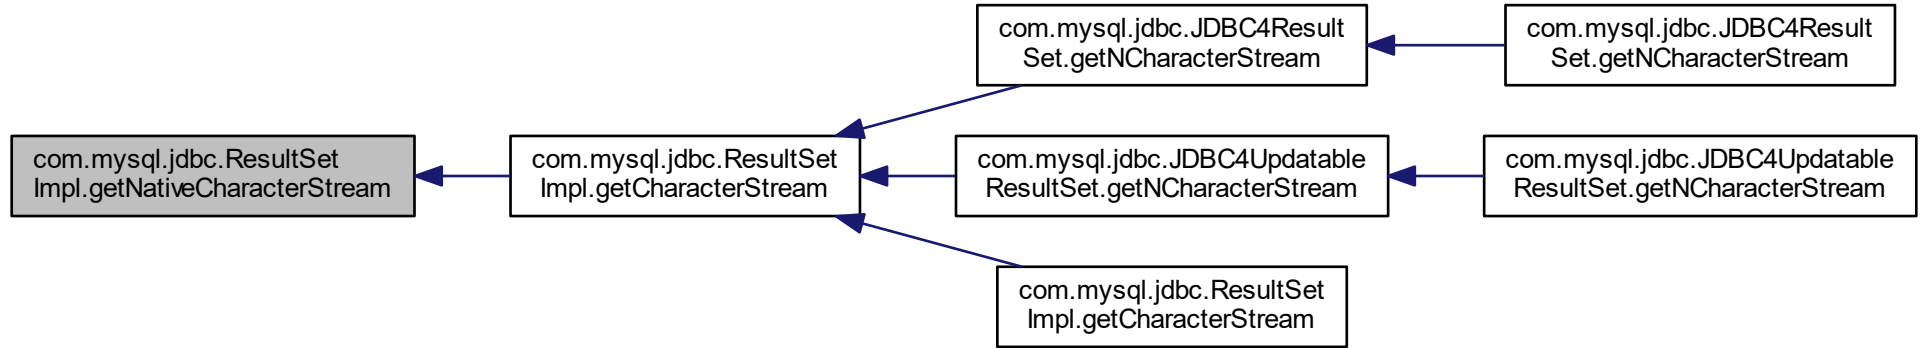 com.mysql.jdbc.JDBC4Result
Set.getNCharacterStream
com.mysql.jdbc.JDBC4Result
Set.getNCharacterStream
com.mysql.jdbc.ResultSet
Impl.getNativeCharacterStream
com.mysql.jdbc.ResultSet
Impl.getCharacterStream
com.mysql.jdbc.JDBC4Updatable
ResultSet.getNCharacterStream
com.mysql.jdbc.JDBC4Updatable
ResultSet.getNCharacterStream
com.mysql.jdbc.ResultSet
Impl.getCharacterStream